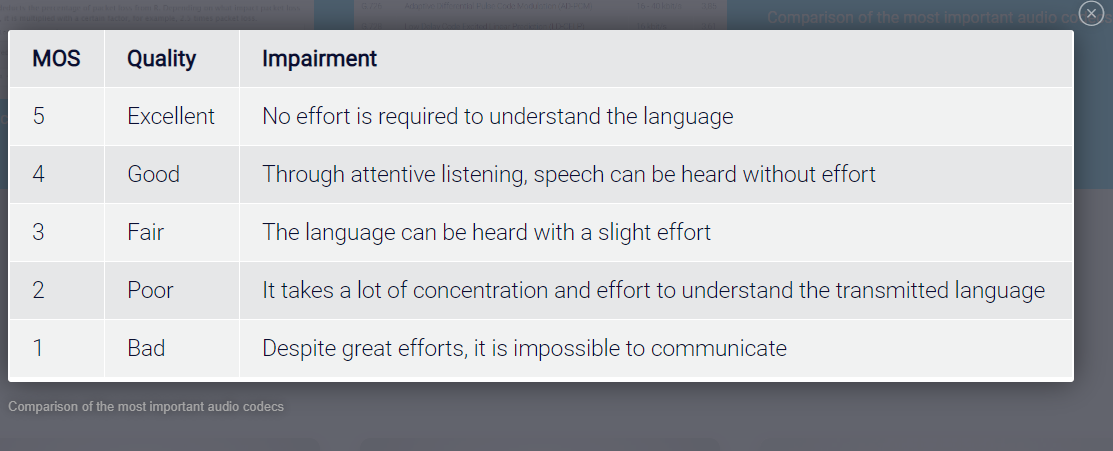 Comparison of the most important audio codecs
MOS Quality Impairment
5 Excellent No effort is required to understand the language
4 Good Through attentive listening, speech can be heard without effort
3 Fair The language can be heard with a slight effort
2 Poor It takes a lot of concentration and effort to understand the transmitted language
1 Bad Despite great efforts, it is impossible to communicate
Comparison of the most important audio codecs